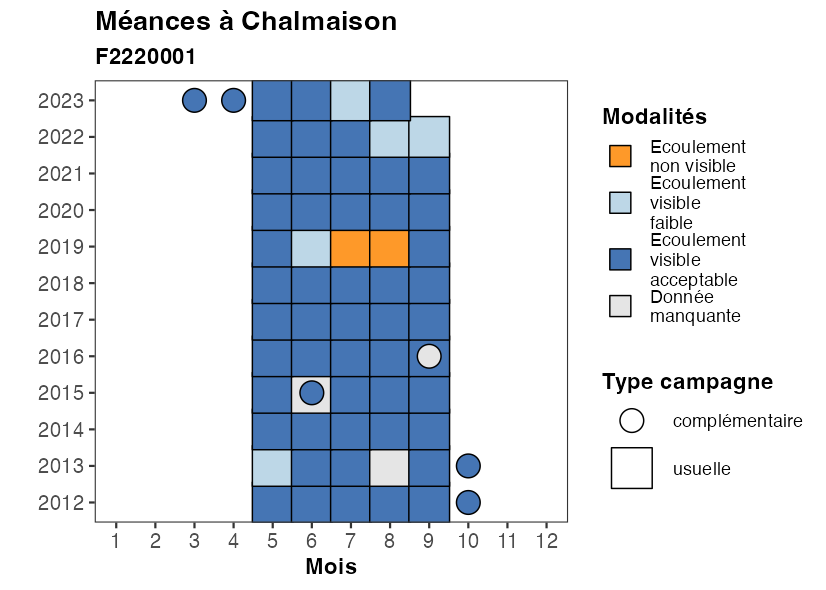 Méances à Chalmaison
F2220001
2023
2022
2021
2020
2019
2018
2017
2016
2015
2014
2013
2012
1 2 3 4 5 6 7 8 9 10 11 12
Mois
Modalités
Ecoulement
non visible
Ecoulement
visible
faible
Ecoulement
visible
acceptable
Donnée
manquante
Type campagne
complémentaire
usuelle